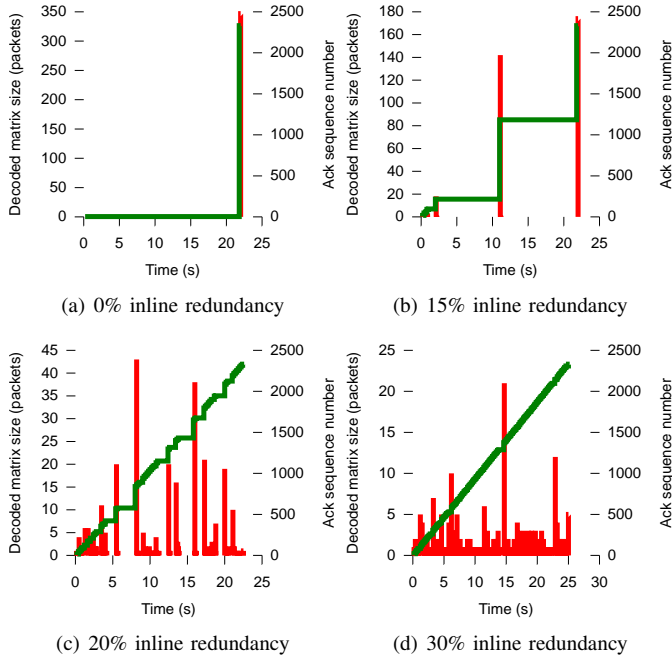 350
300
250
200
150
100
50
0
Decoded matrix size (packets)
2500
2000
1500
1000
500
0
Ack sequence number
0 5 10 15 20 25
Time (s)
(a) 0% inline redundancy
180
160
140
120
100
80
60
40
20
0
Decoded matrix size (packets)
2500
2000
1500
1000
500
0
Ack sequence number
0 5 10 15 20 25
Time (s)
(b) 15% inline redundancy
45
40
35
30
25
20
15
10
5
0
Decoded matrix size (packets)
2500
2000
1500
1000
500
0
Ack sequence number
0 5 10 15 20 25
Time (s)
(c) 20% inline redundancy
25
20
15
10
5
0
Decoded matrix size (packets)
2500
2000
1500
1000
500
0
Ack sequence number
0 5 10 15 20 25 30
Time (s)
(d) 30% inline redundancy